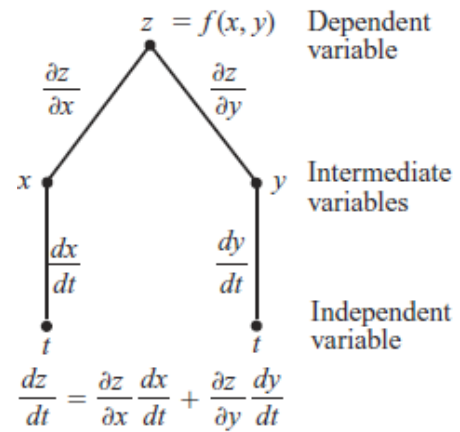 z = f(x, y) Dependent
variable
∂z/∂x ∂z/∂y
x y Intermediate
variables
dx/dt dy/dt
Independent
variable
t t
dz/dt = ∂z/∂x dx/dt + ∂z/∂y dy/dt